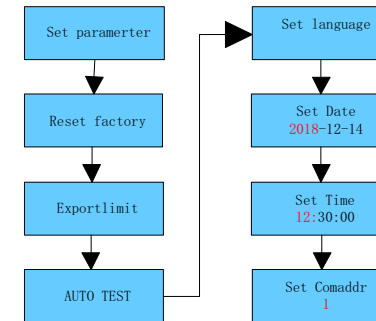 Set paramerter
Reset factory
Exportlimit
AUTO TEST
Set language
Set Date
2018-12-14
Set Time
12:30:00
Set Comaddr
1